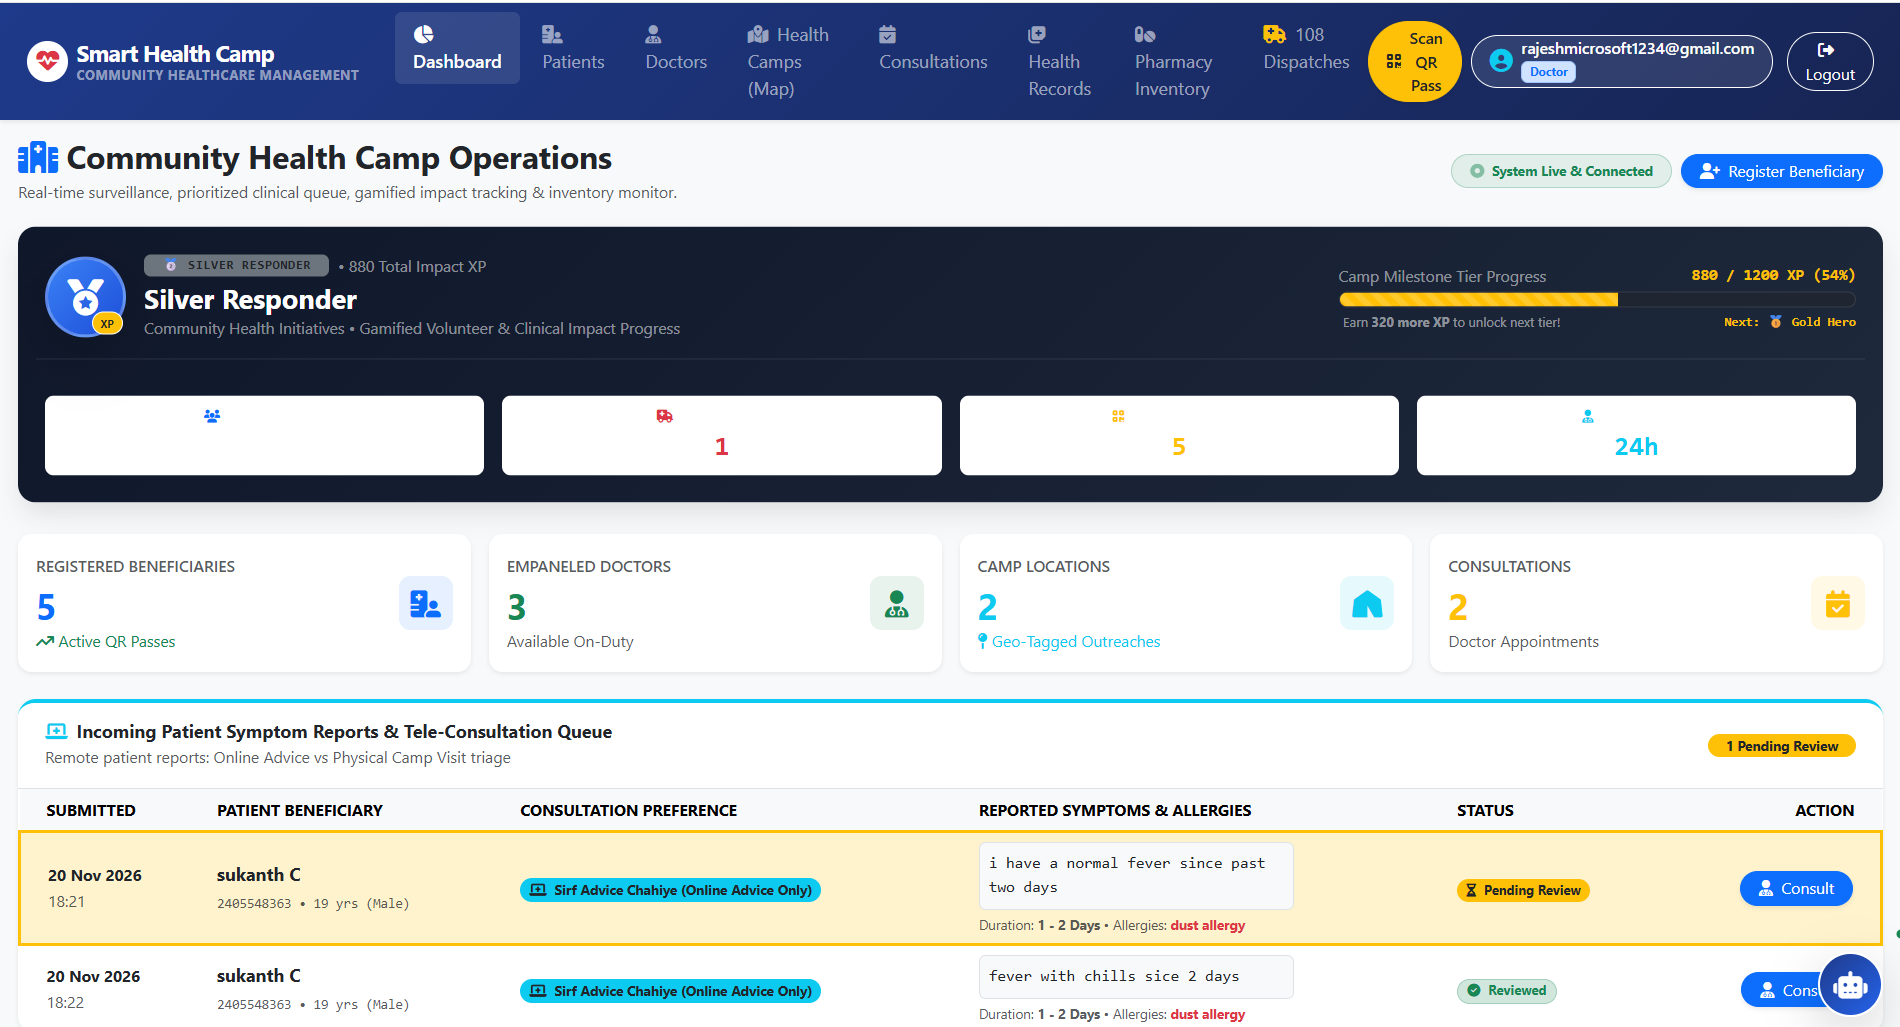 Smart Health Camp
COMMUNITY HEALTHCARE MANAGEMENT
Dashboard
Patients
Doctors
Health
Camps
(Map)
Consultations
Health
Records
Pharmacy
Inventory
108
Dispatches
Scan
QR
Pass
rajeshmicrosoft1234@gmail.com
Doctor
Logout
Community Health Camp Operations
Real-time surveillance, prioritized clinical queue, gamified impact tracking & inventory monitor.
System Live & Connected
Register Beneficiary
SILVER RESPONDER • 880 Total Impact XP
Silver Responder
Community Health Initiatives • Gamified Volunteer & Clinical Impact Progress
XP
Camp Milestone Tier Progress 880 / 1200 XP (54%)
Earn 320 more XP to unlock next tier! Next: Gold Hero
1
5
24h
REGISTERED BENEFICIARIES
5
Active QR Passes
EMPANELED DOCTORS
3
Available On-Duty
CAMP LOCATIONS
2
Geo-Tagged Outreaches
CONSULTATIONS
2
Doctor Appointments
Incoming Patient Symptom Reports & Tele-Consultation Queue
Remote patient reports: Online Advice vs Physical Camp Visit triage
1 Pending Review
SUBMITTED PATIENT BENEFICIARY CONSULTATION PREFERENCE REPORTED SYMPTOMS & ALLERGIES STATUS ACTION
20 Nov 2026
18:21
sukanth C
2405548363 • 19 yrs (Male)
Sirf Advice Chahiye (Online Advice Only)
i have a normal fever since past
two days
Duration: 1 - 2 Days • Allergies: dust allergy
Pending Review
Consult
20 Nov 2026
18:22
sukanth C
2405548363 • 19 yrs (Male)
Sirf Advice Chahiye (Online Advice Only)
fever with chills sice 2 days
Duration: 1 - 2 Days • Allergies: dust allergy
Reviewed
Cons